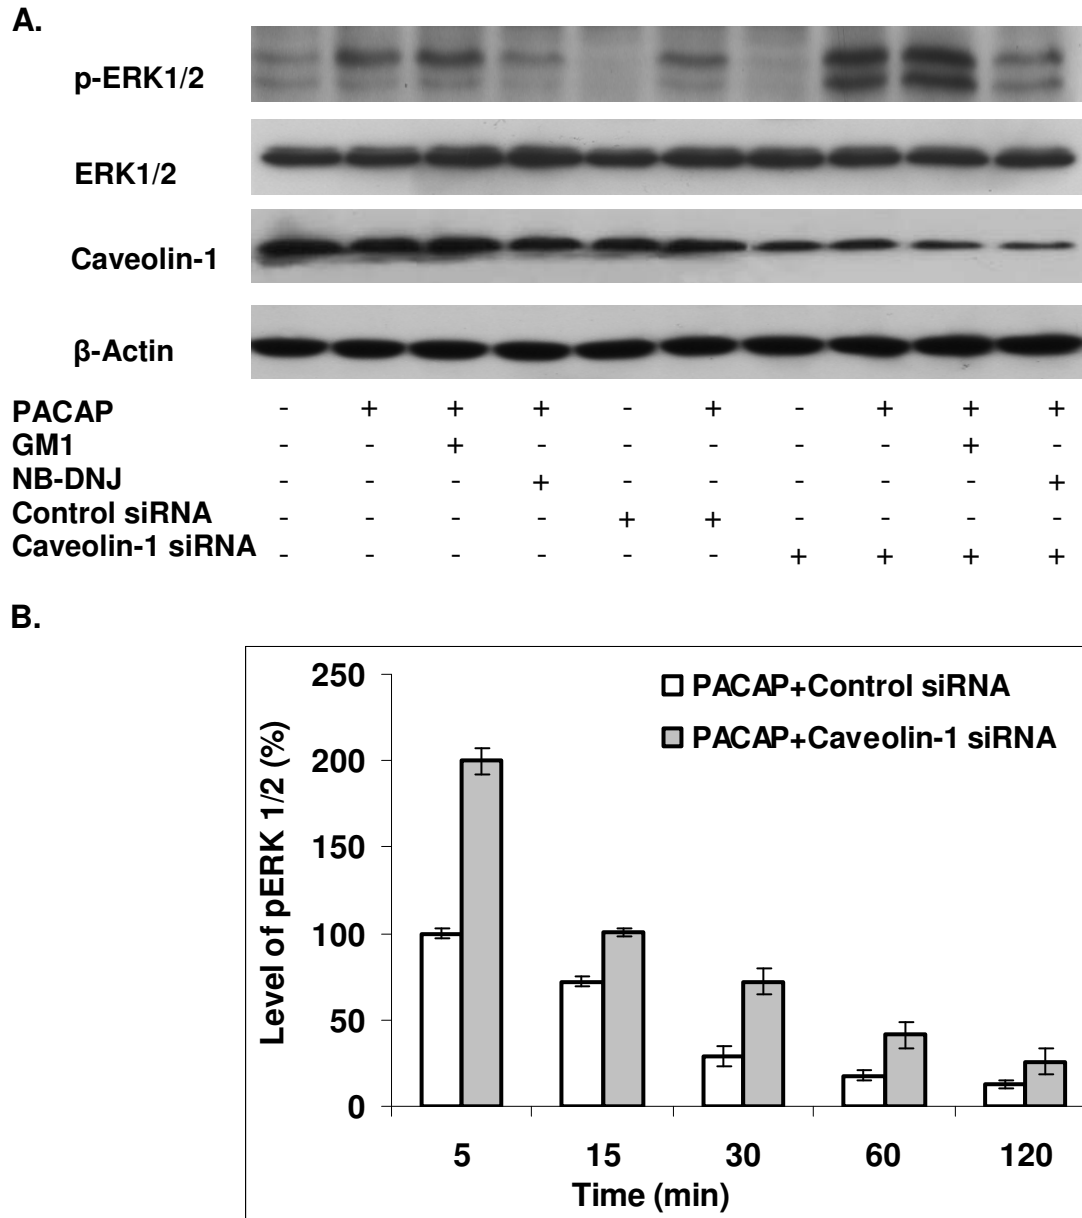 A.
p-ERK1/2
ERK1/2
Caveolin-1
β-Actin
PACAP - + + + - + - + + +
GM1 - - + - - - - - + -
NB-DNJ - - - + - - - - - +
Control siRNA - - - - + + - - - -
Caveolin-1 siRNA - - - - - - + + + +
B.
250
200
150
100
50
0
Level of pERK 1/2 (%)
PACAP+Control siRNA
PACAP+Caveolin-1 siRNA
5 15 30 60 120
Time (min)